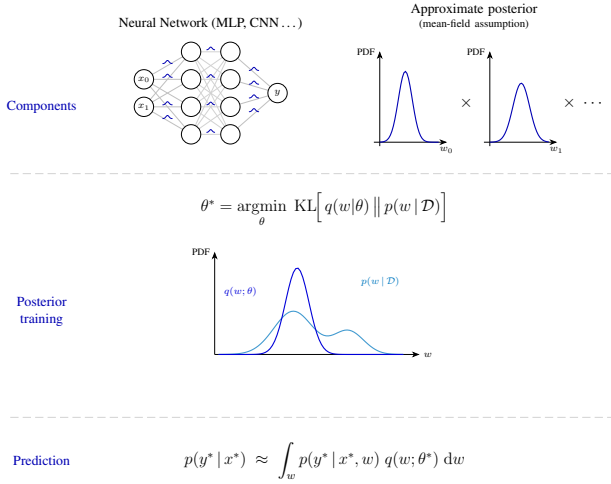 Neural Network (MLP, CNN …)
Approximate posterior
(mean-field assumption)
Components
x₀
x₁
y
PDF
w₀
×
PDF
w₁
× ···
θ* = argmin KL[ q(w|θ) || p(w | 𝒟) ]
θ
Posterior
training
PDF
q(w; θ)
p(w | 𝒟)
w
Prediction
p(y* | x*) ≈ ∫_w p(y* | x*, w) q(w; θ*) dw